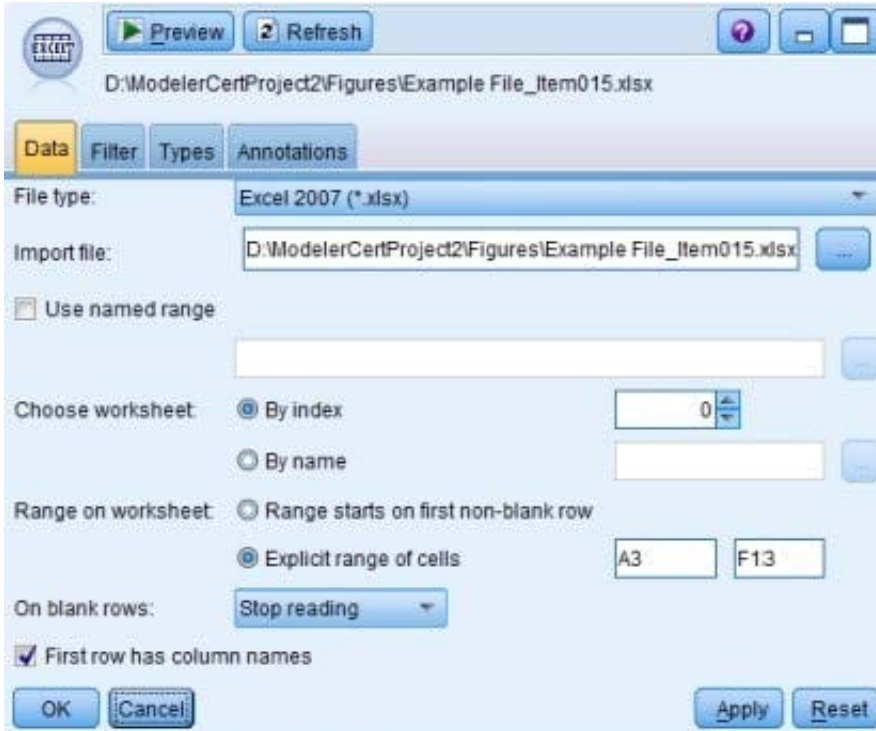 EXCEL
Preview Refresh ?
D:\ModelerCertProject2\Figures\Example File_Item015.xlsx
Data Filter Types Annotations
File type: Excel 2007 (*.xlsx)
Import file: D:\ModelerCertProject2\Figures\Example File_Item015.xlsx ...
Use named range
...
Choose worksheet: By index 0
By name ...
Range on worksheet: Range starts on first non-blank row
Explicit range of cells A3 F13
On blank rows: Stop reading
First row has column names
OK Cancel Apply Reset